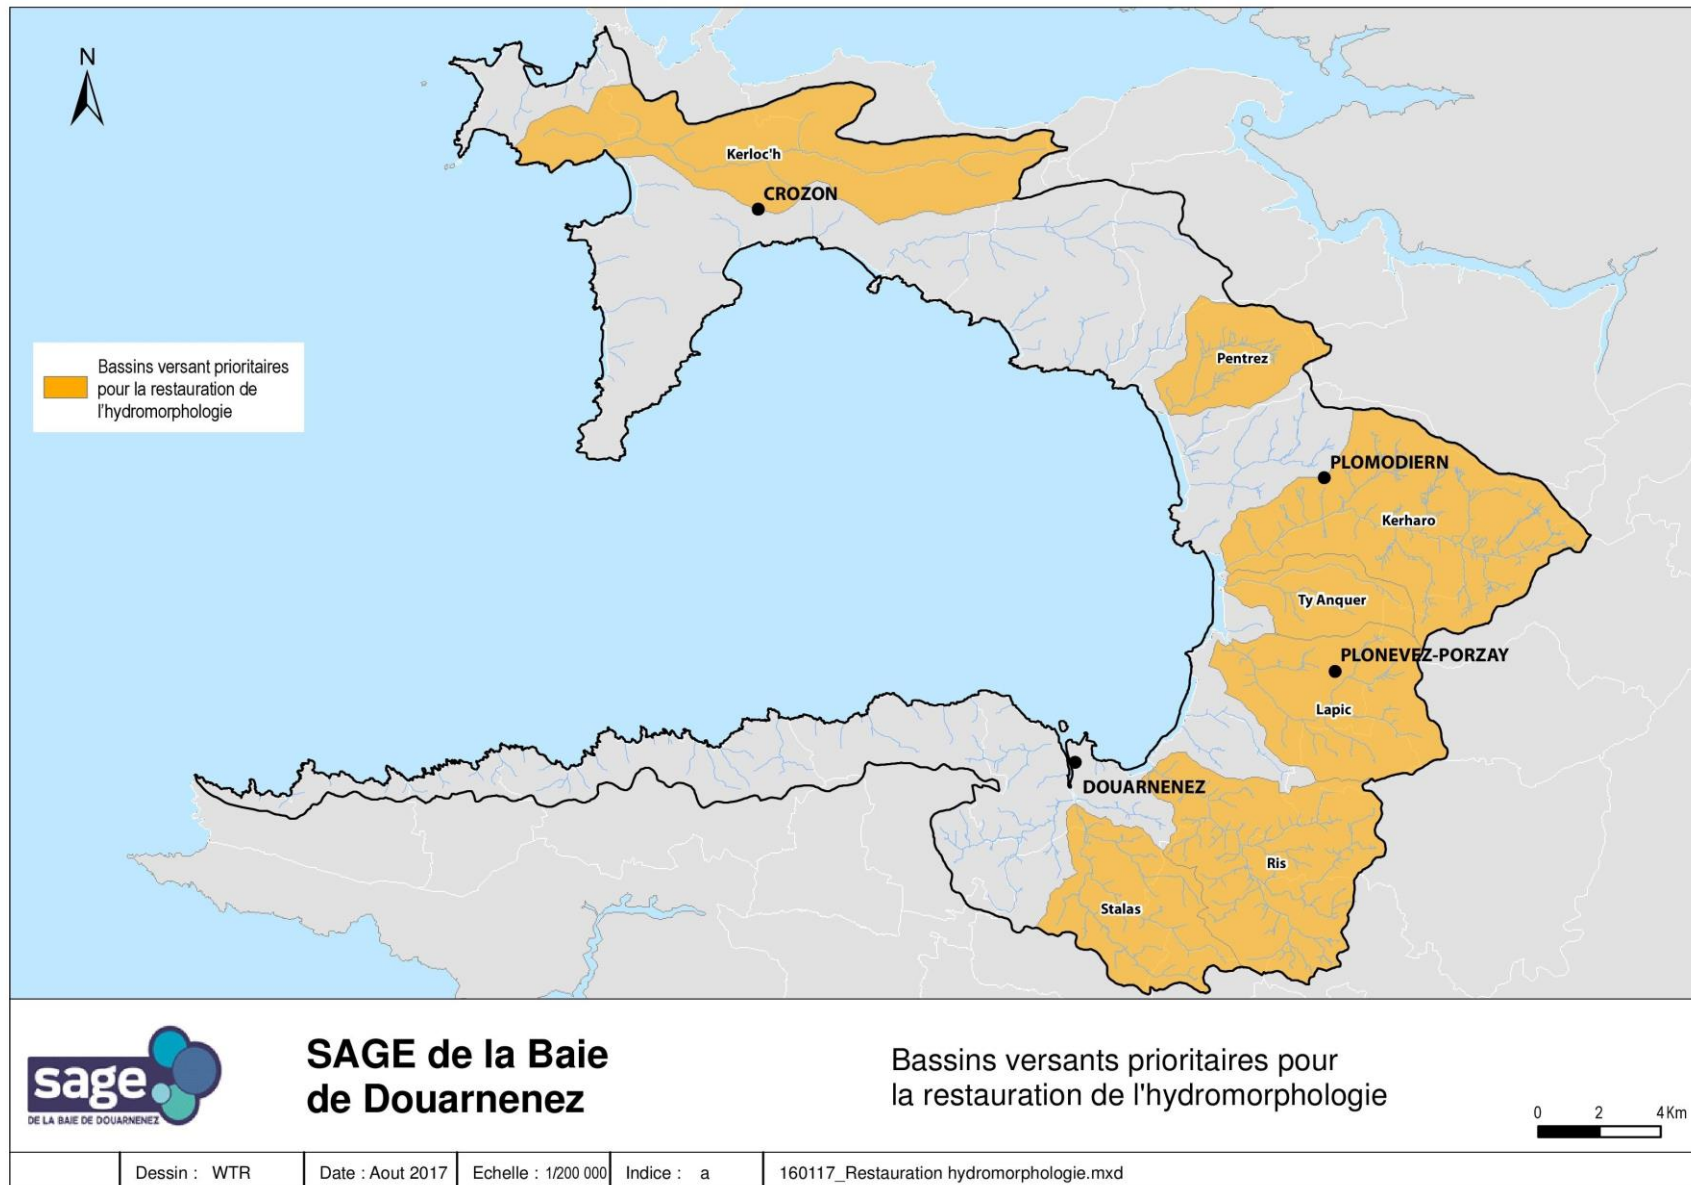 N
Kerloc'h
CROZON
Bassins versant prioritaires
pour la restauration de
l'hydromorphologie
Pentrez
PLOMODIERN
Kerharo
Ty Anquer
PLONEVEZ-PORZAY
Lapic
DOUARNENEZ
Ris
Stalas
sage
DE LA BAIE DE DOUARNENEZ
SAGE de la Baie
de Douarnenez
Bassins versants prioritaires pour
la restauration de l'hydromorphologie
0 2 4 Km
Dessin : WTR Date : Aout 2017 Echelle : 1/200 000 Indice : a 160117_Restauration hydromorphologie.mxd